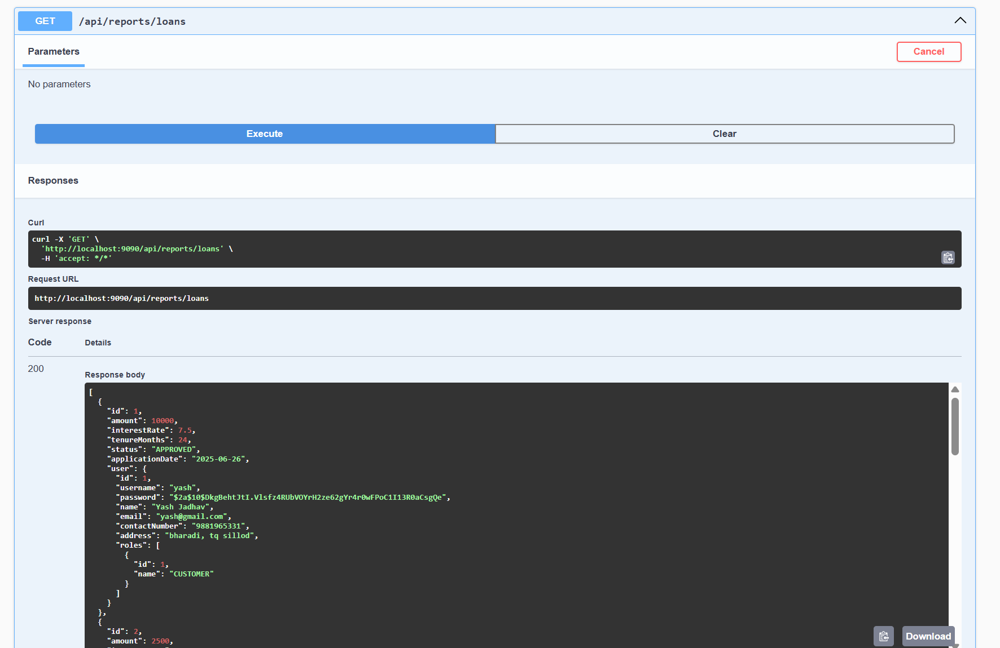 GET /api/reports/loans
Parameters
Cancel
No parameters
Execute
Clear
Responses
Curl
curl -X 'GET' \
  'http://localhost:9090/api/reports/loans' \
  -H 'accept: */*'
Request URL
http://localhost:9090/api/reports/loans
Server response
Code Details
200
Response body
[
  {
    "id": 1,
    "amount": 10000,
    "interestRate": 7.5,
    "tenureMonths": 24,
    "status": "APPROVED",
    "applicationDate": "2025-06-26",
    "user": {
      "id": 1,
      "username": "yash",
      "password": "$2a$10$DkgBehtJtI.Vlsfz4RUbVOYrH2ze62gYr4r0wFPoC1I13R0aCsgQe",
      "name": "Yash Jadhav",
      "email": "yash@gmail.com",
      "contactNumber": "9881965331",
      "address": "bharadi, tq sillod",
      "roles": [
        {
          "id": 1,
          "name": "CUSTOMER"
        }
      ]
    }
  },
  {
    "id": 2,
    "amount": 2500,
Download